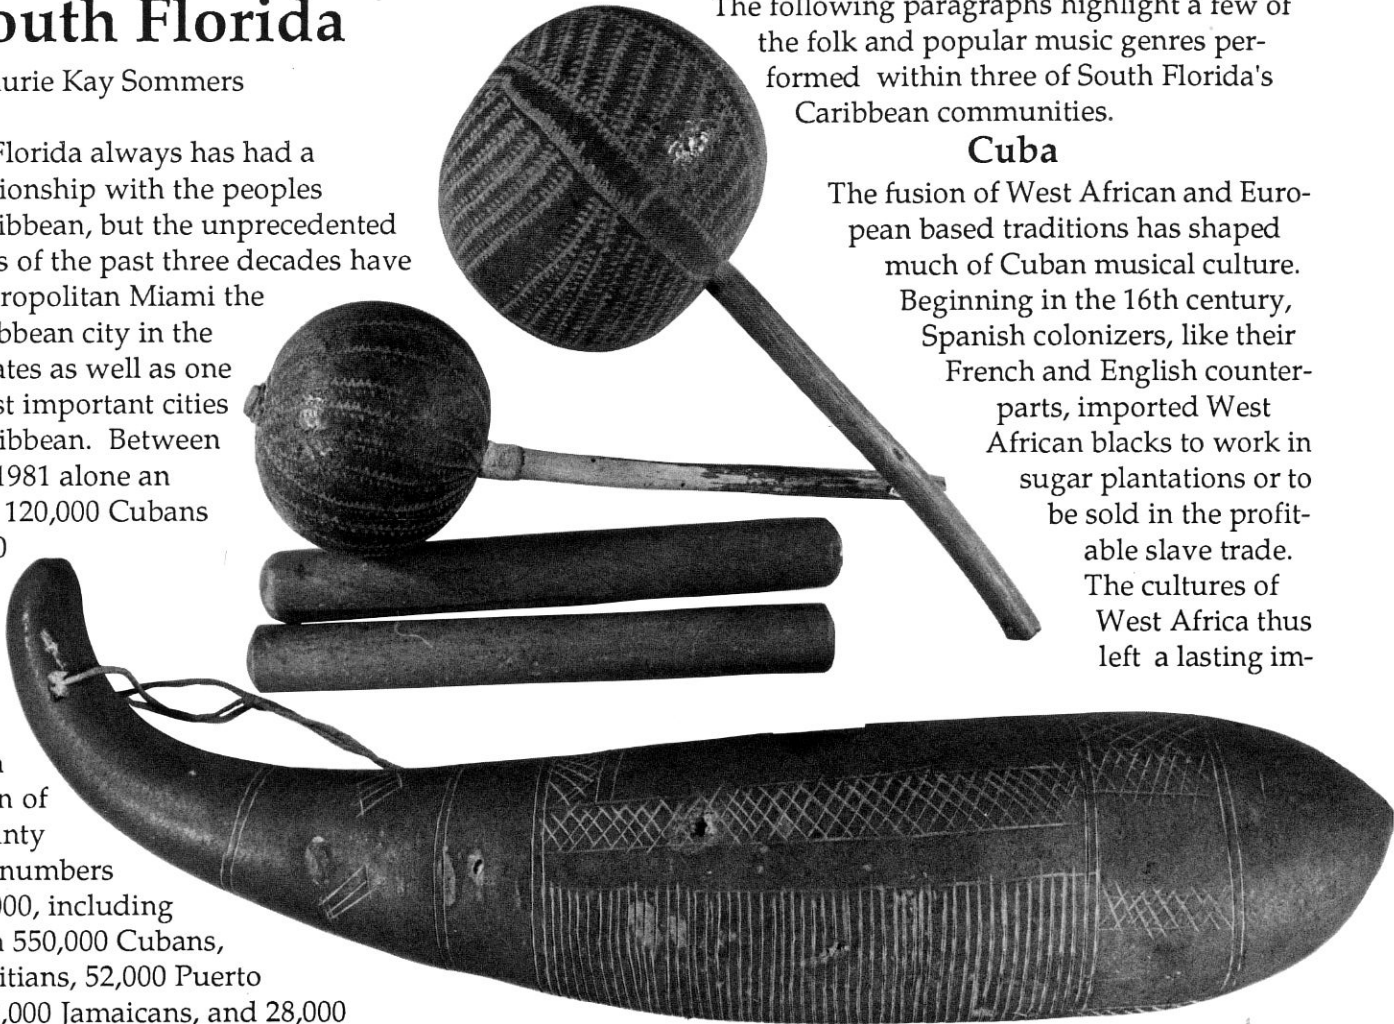 outh Florida
urie Kay Sommers
Florida always has had a
ionship with the peoples
ibbean, but the unprecedented
s of the past three decades have
ropolitan Miami the
bbean city in the
ates as well as one
st important cities
ibbean. Between
1981 alone an
120,000 Cubans
0
n of
nty
numbers
000, including
550,000 Cubans,
itians, 52,000 Puerto
,000 Jamaicans, and 28,000
The following paragraphs highlight a few of
the folk and popular music genres per-
formed within three of South Florida's
Caribbean communities.
Cuba
The fusion of West African and Euro-
pean based traditions has shaped
much of Cuban musical culture.
Beginning in the 16th century,
Spanish colonizers, like their
French and English counter-
parts, imported West
African blacks to work in
sugar plantations or to
be sold in the profit-
able slave trade.
The cultures of
West Africa thus
left a lasting im-